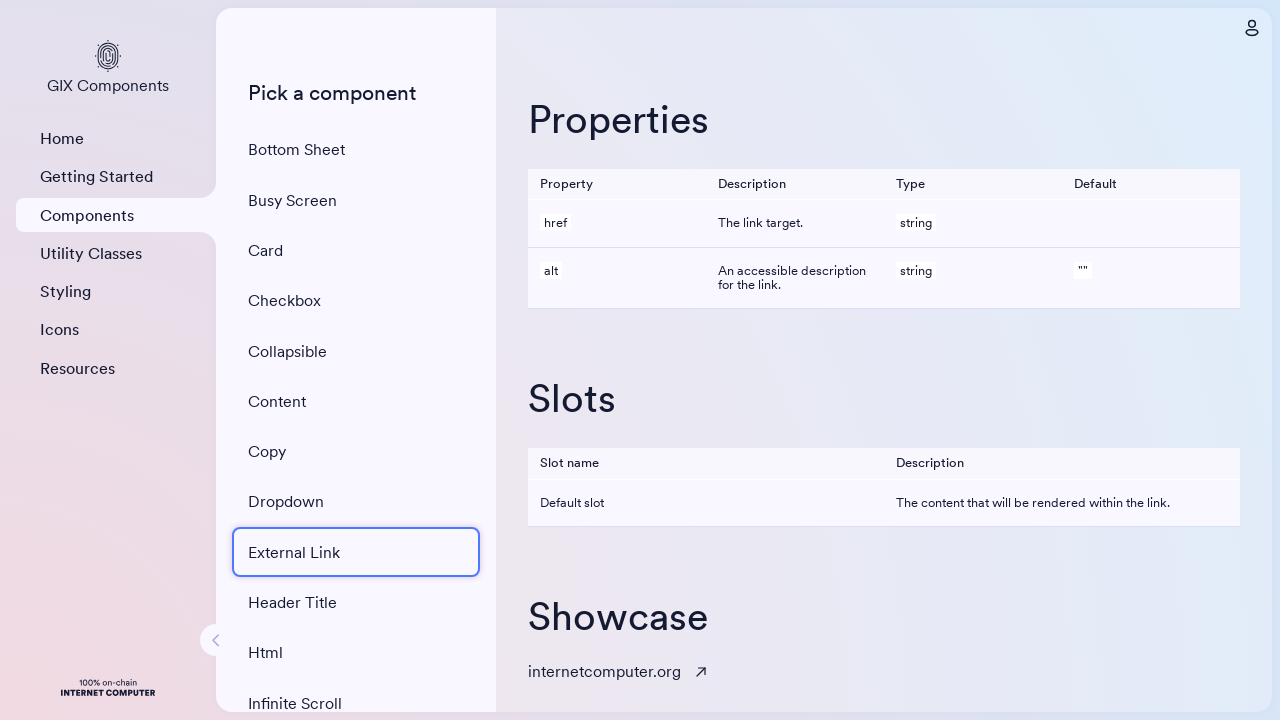 GIX Components
Home
Getting Started
Components
Utility Classes
Styling
Icons
Resources
100% on-chain
INTERNET COMPUTER
Pick a component
Bottom Sheet
Busy Screen
Card
Checkbox
Collapsible
Content
Copy
Dropdown
External Link
Header Title
Html
Infinite Scroll
Properties
Property Description Type Default
href The link target. string
alt An accessible description for the link. string ""
Slots
Slot name Description
Default slot The content that will be rendered within the link.
Showcase
internetcomputer.org